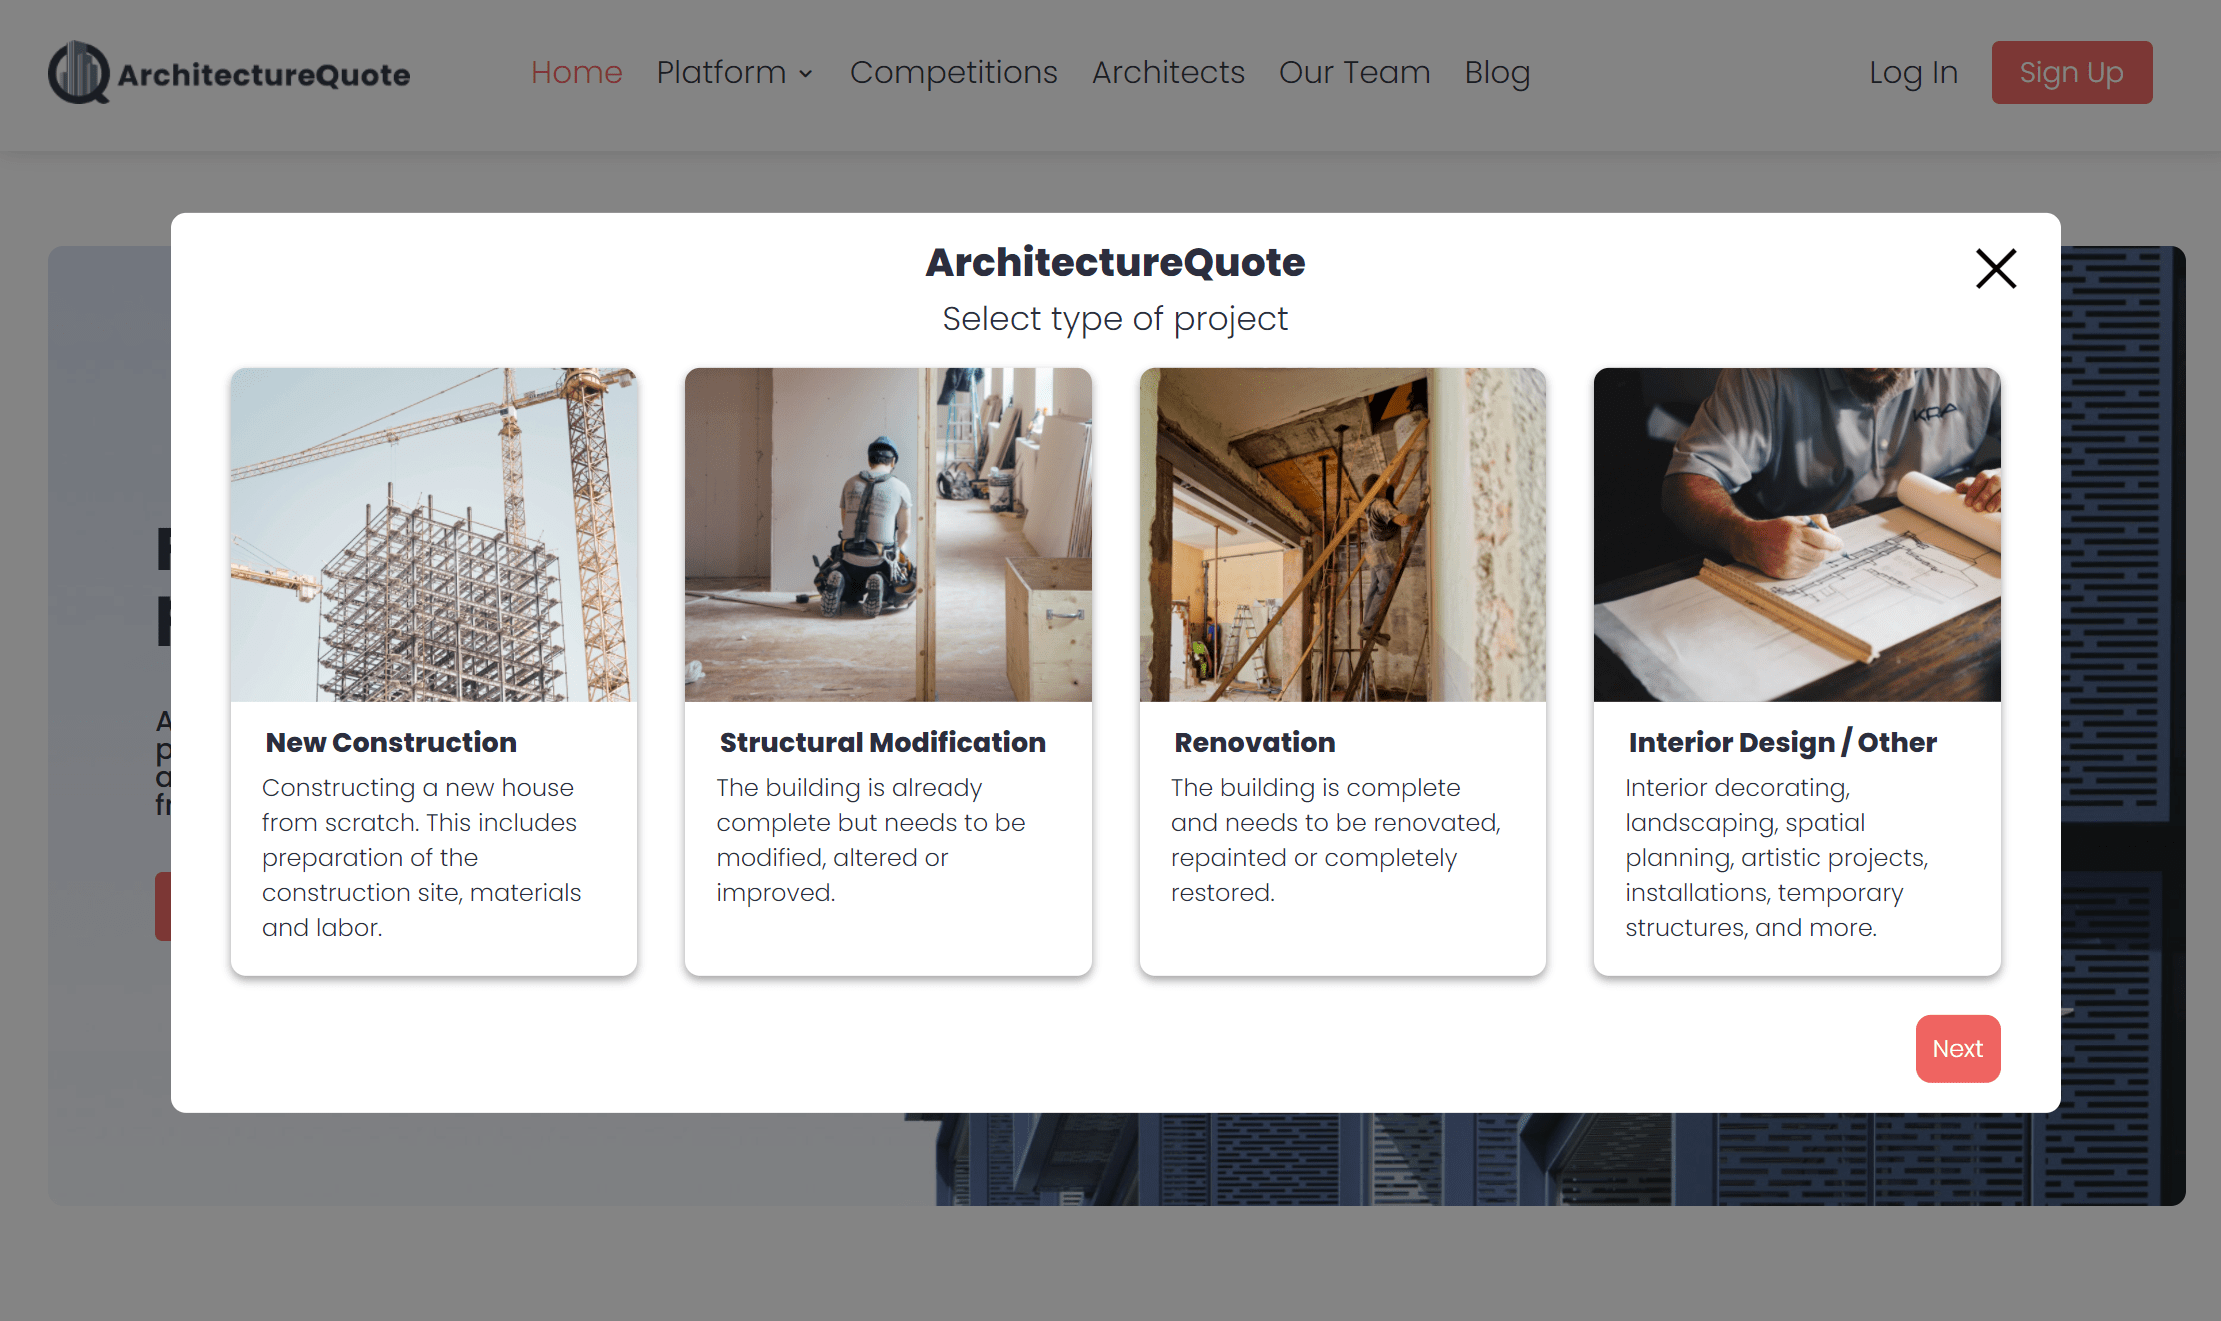 ArchitectureQuote
Home Platform Competitions Architects Our Team Blog
Log In Sign Up
ArchitectureQuote
Select type of project
KRA
New Construction
Constructing a new house
from scratch. This includes
preparation of the
construction site, materials
and labor.
Structural Modification
The building is already
complete but needs to be
modified, altered or
improved.
Renovation
The building is complete
and needs to be renovated,
repainted or completely
restored.
Interior Design / Other
Interior decorating,
landscaping, spatial
planning, artistic projects,
installations, temporary
structures, and more.
Next